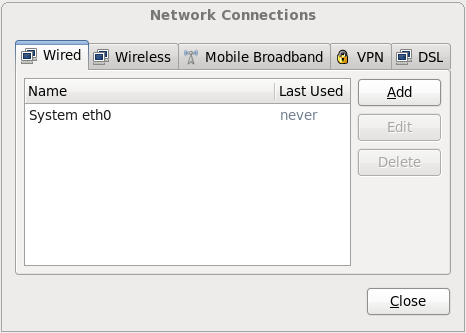 Network Connections
Wired Wireless Mobile Broadband VPN DSL
Name Last Used Add
System eth0 never
Edit
Delete
Close